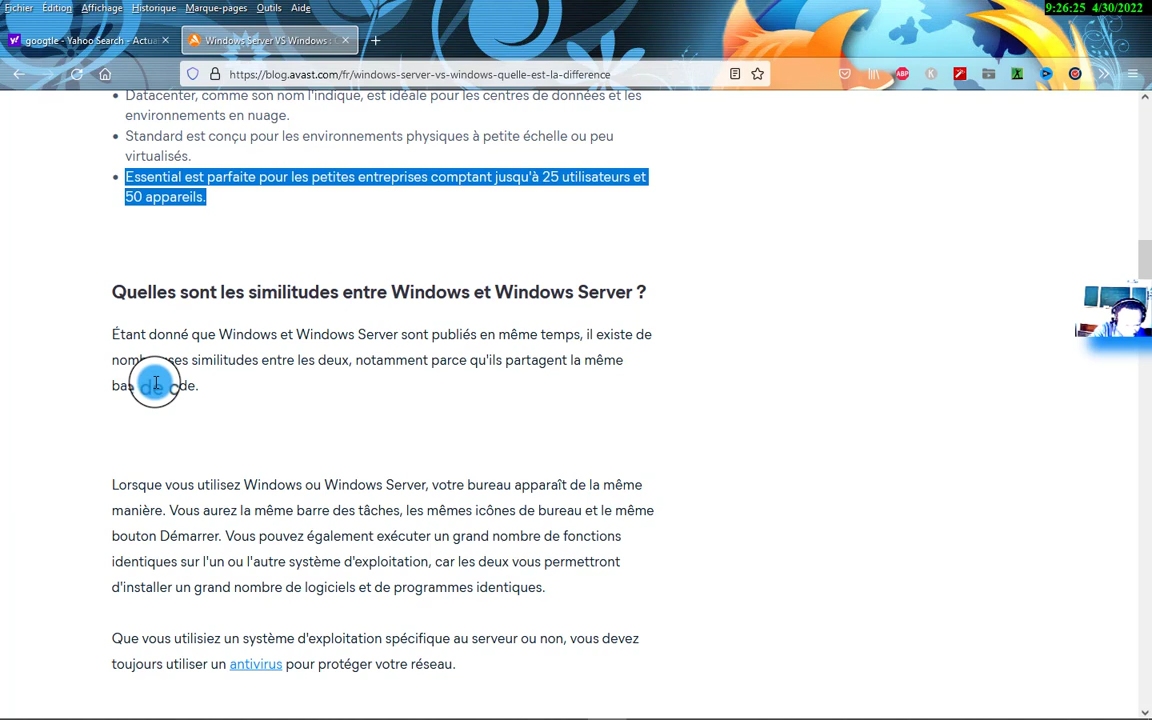 Fichier Édition Affichage Historique Marque-pages Outils Aide
9:26:25 4/30/2022
googtle - Yahoo Search - Actua
Windows Server VS Windows :
https://blog.avast.com/fr/windows-server-vs-windows-quelle-est-la-difference
ABP
Datacenter, comme son nom l'indique, est idéale pour les centres de données et les
environnements en nuage.
Standard est conçu pour les environnements physiques à petite échelle ou peu
virtualisés.
Essential est parfaite pour les petites entreprises comptant jusqu'à 25 utilisateurs et
50 appareils.
Quelles sont les similitudes entre Windows et Windows Server ?
Étant donné que Windows et Windows Server sont publiés en même temps, il existe de
nombreuses similitudes entre les deux, notamment parce qu'ils partagent la même
base de code.
Lorsque vous utilisez Windows ou Windows Server, votre bureau apparaît de la même
manière. Vous aurez la même barre des tâches, les mêmes icônes de bureau et le même
bouton Démarrer. Vous pouvez également exécuter un grand nombre de fonctions
identiques sur l'un ou l'autre système d'exploitation, car les deux vous permettront
d'installer un grand nombre de logiciels et de programmes identiques.
Que vous utilisiez un système d'exploitation spécifique au serveur ou non, vous devez
toujours utiliser un antivirus pour protéger votre réseau.